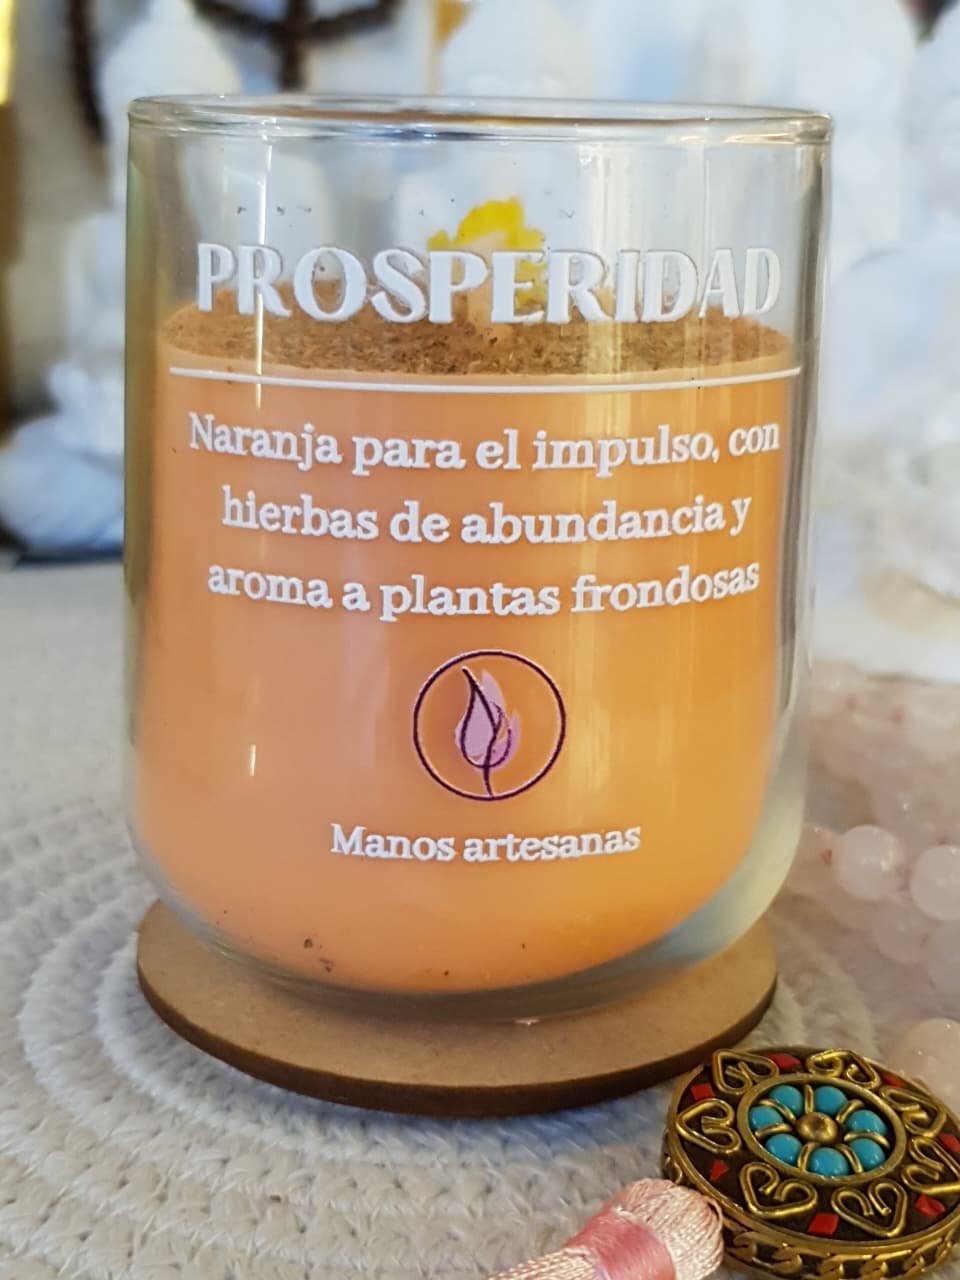 PROSPERIDAD
Naranja para el impulso, con
hierbas de abundancia y
aroma a plantas frondosas
Manos artesanas